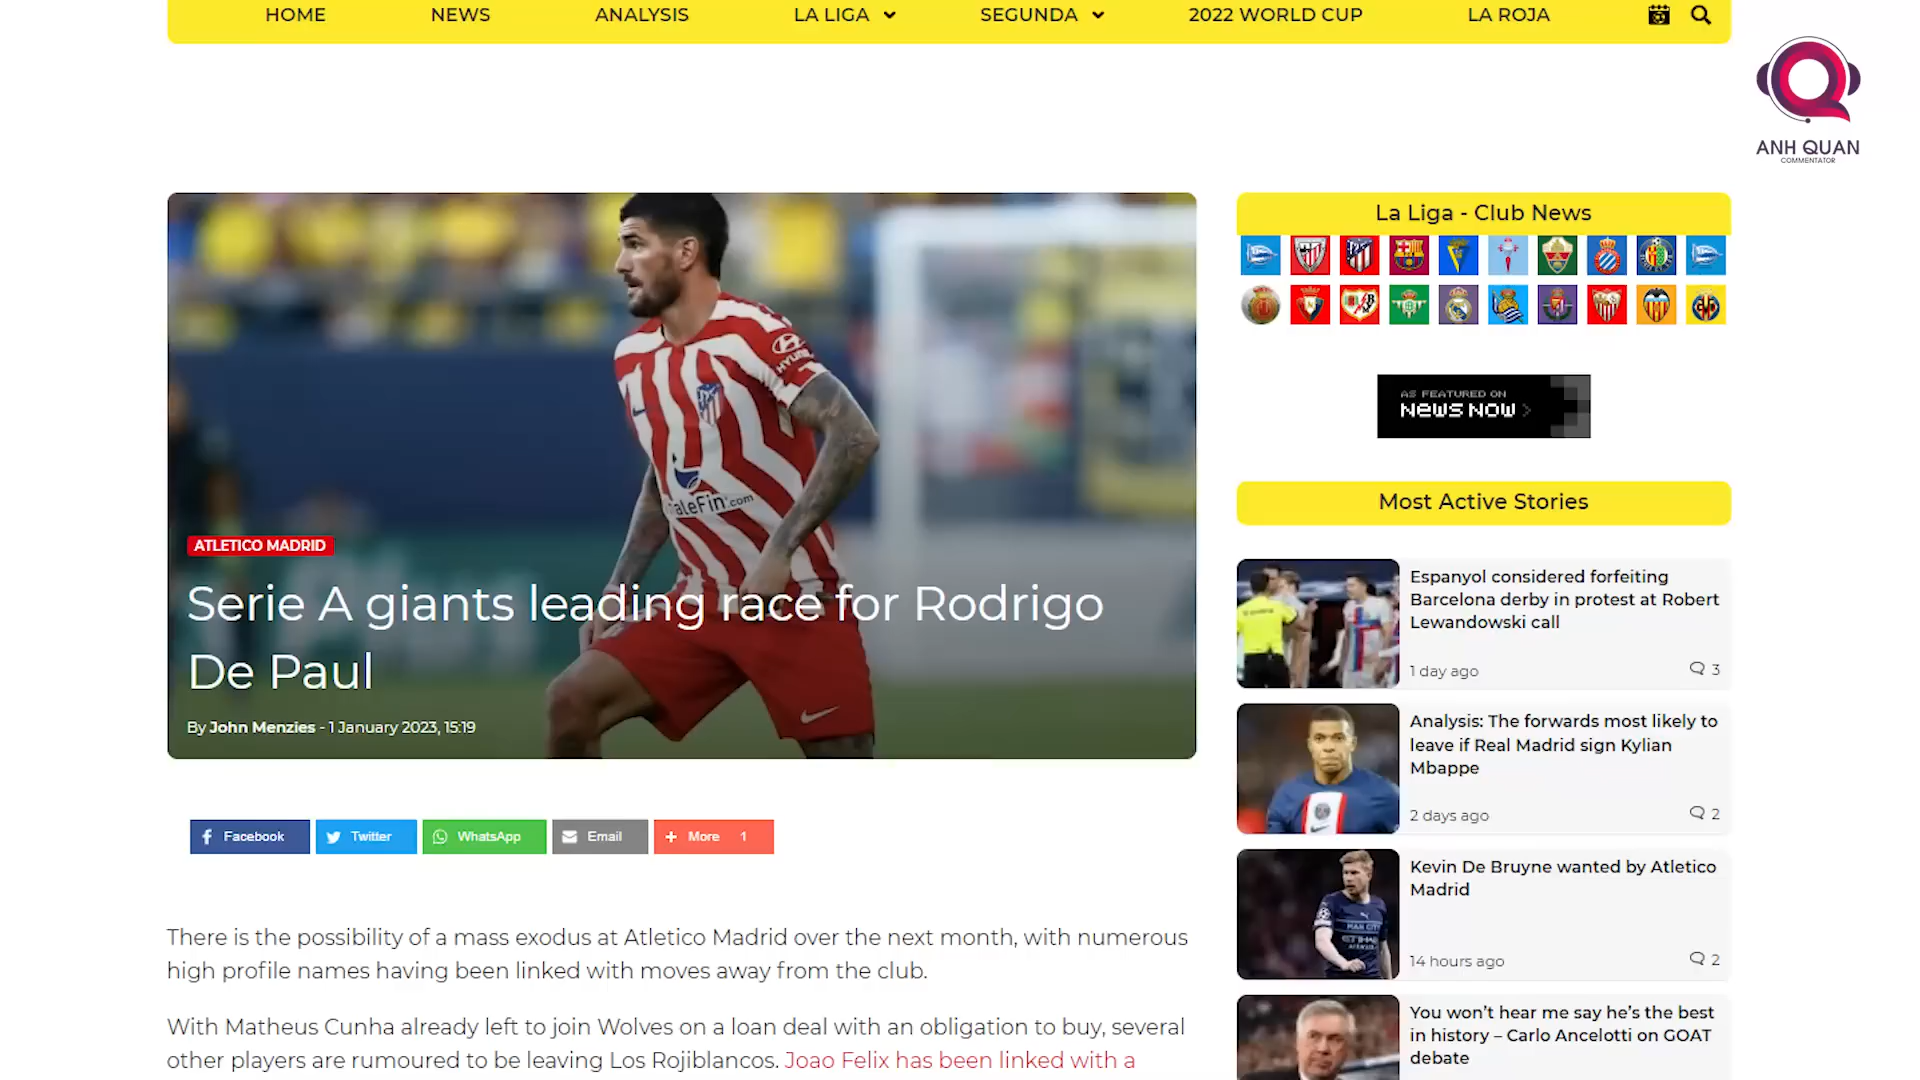 HOME NEWS ANALYSIS LA LIGA SEGUNDA 2022 WORLD CUP LA ROJA
ANH QUAN
COMMENTATOR
HYUN
aleFin.com
ATLETICO MADRID
Serie A giants leading race for Rodrigo
De Paul
By John Menzies - 1 January 2023, 15:19
Facebook Twitter WhatsApp Email More 1
There is the possibility of a mass exodus at Atletico Madrid over the next month, with numerous
high profile names having been linked with moves away from the club.
With Matheus Cunha already left to join Wolves on a loan deal with an obligation to buy, several
other players are rumoured to be leaving Los Rojiblancos. Joao Felix has been linked with a
La Liga - Club News
AS FEATURED ON
NEWS NOW
Most Active Stories
Espanyol considered forfeiting
Barcelona derby in protest at Robert
Lewandowski call
1 day ago 3
Analysis: The forwards most likely to
leave if Real Madrid sign Kylian
Mbappe
2 days ago 2
Kevin De Bruyne wanted by Atletico
Madrid
14 hours ago 2
You won’t hear me say he’s the best
in history – Carlo Ancelotti on GOAT
debate